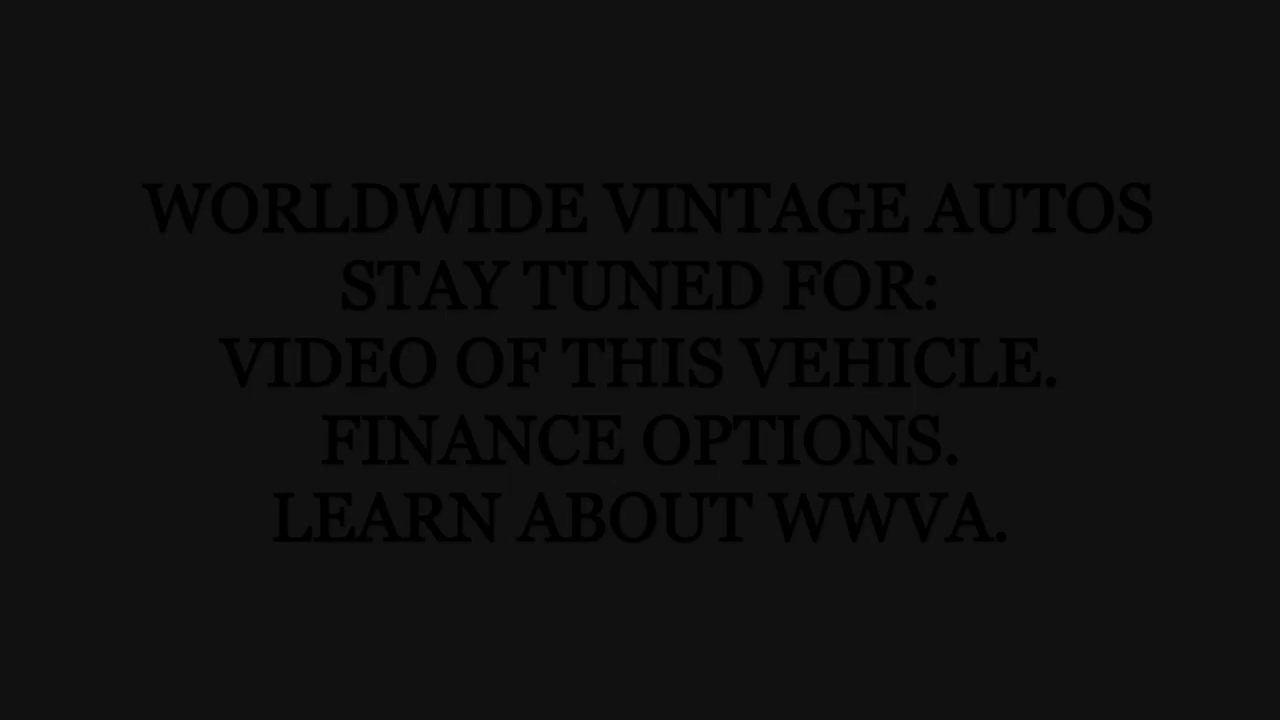 WORLDWIDE VINTAGE AUTOS
STAY TUNED FOR:
VIDEO OF THIS VEHICLE.
FINANCE OPTIONS.
LEARN ABOUT WWVA.